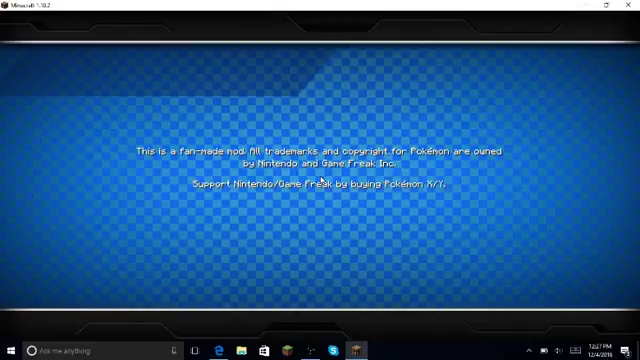 Minecraft 1.10.2
This is a fan-made mod. All trademarks and copyright for Pokémon are owned
by Nintendo and Game Freak Inc.
Support Nintendo/Game Freak by buying Pokémon X/Y.
Ask me anything
12:27 PM
12/4/2016